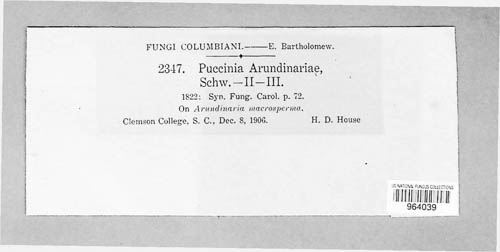 FUNGI COLUMBIANI.——E. Bartholomew.
2347. Puccinia Arundinariae,
Schw.—II—III.
1822: Syn. Fung. Carol. p. 72.
On Arundinaria macrosperma.
Clemson College, S. C., Dec. 8, 1906. H. D. House
US NATIONAL FUNGUS COLLECTIONS
964039